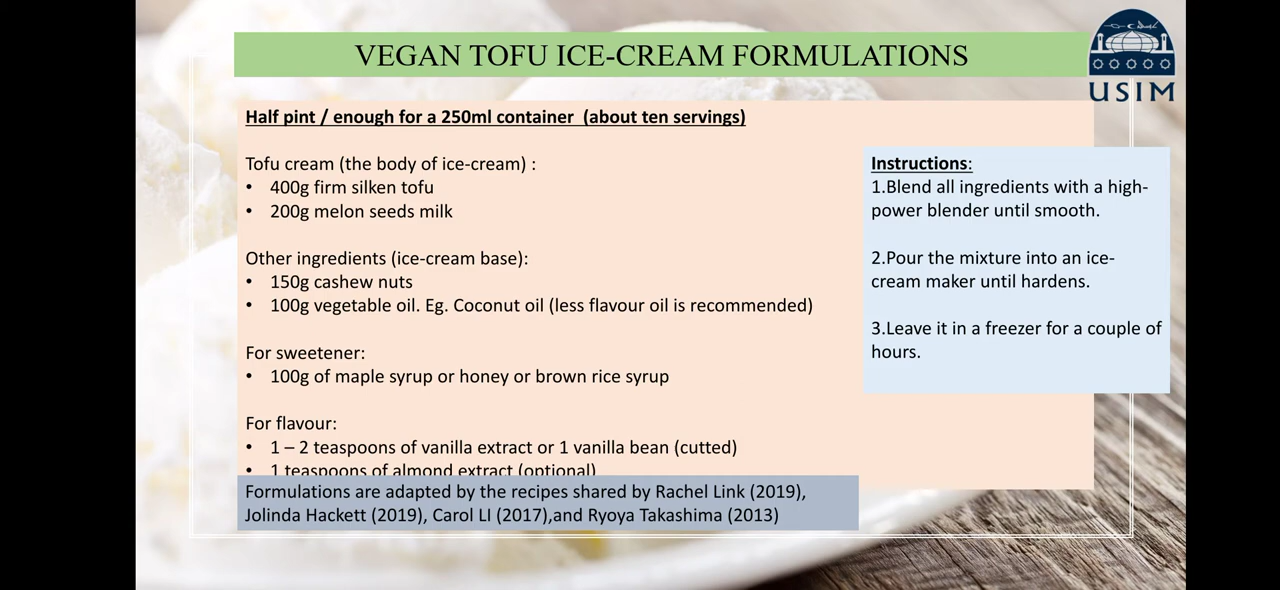 VEGAN TOFU ICE-CREAM FORMULATIONS
USIM
Half pint / enough for a 250ml container (about ten servings)
Tofu cream (the body of ice-cream) :
• 400g firm silken tofu
• 200g melon seeds milk
Other ingredients (ice-cream base):
• 150g cashew nuts
• 100g vegetable oil. Eg. Coconut oil (less flavour oil is recommended)
For sweetener:
• 100g of maple syrup or honey or brown rice syrup
For flavour:
• 1 – 2 teaspoons of vanilla extract or 1 vanilla bean (cutted)
• 1 teaspoons of almond extract (optional)
Formulations are adapted by the recipes shared by Rachel Link (2019),
Jolinda Hackett (2019), Carol LI (2017),and Ryoya Takashima (2013)
Instructions:
1.Blend all ingredients with a high-
power blender until smooth.
2.Pour the mixture into an ice-
cream maker until hardens.
3.Leave it in a freezer for a couple of
hours.